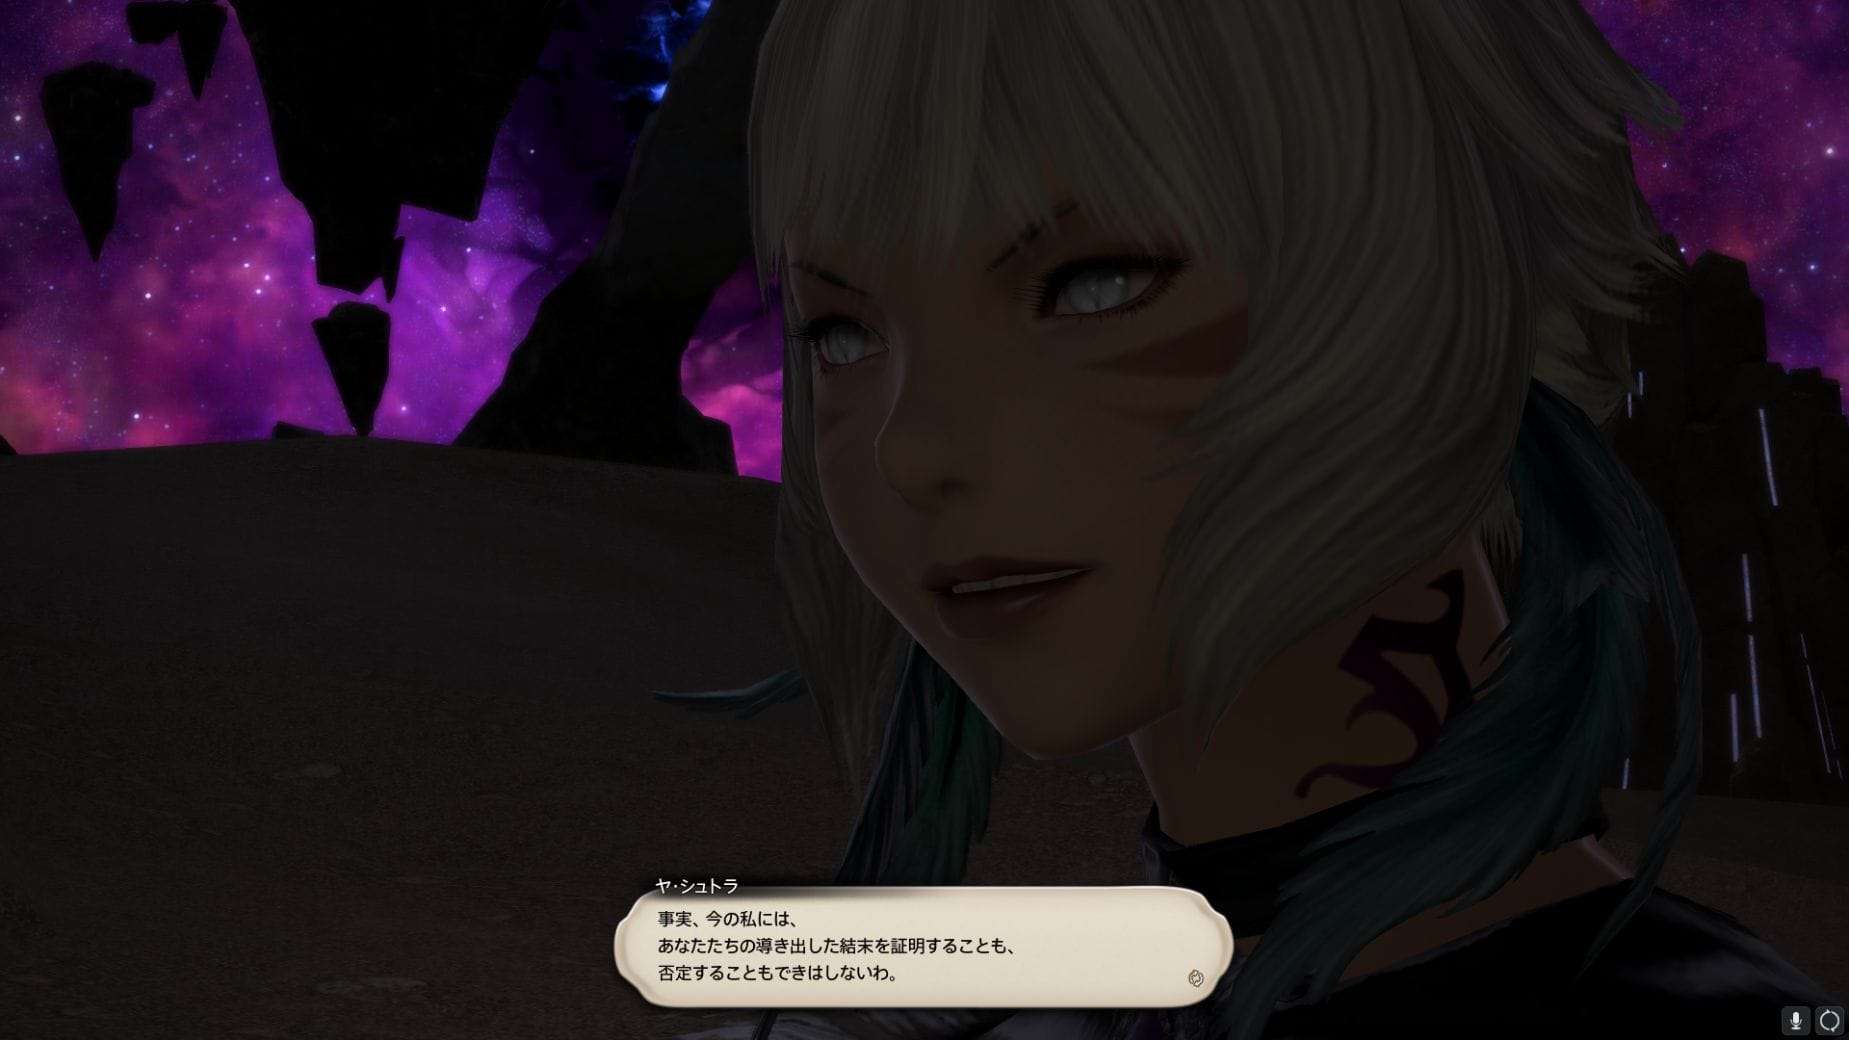 ヤ・シュトラ
事実、今の私には、
あなたたちの導き出した結末を証明することも、
否定することもできはしないわ。